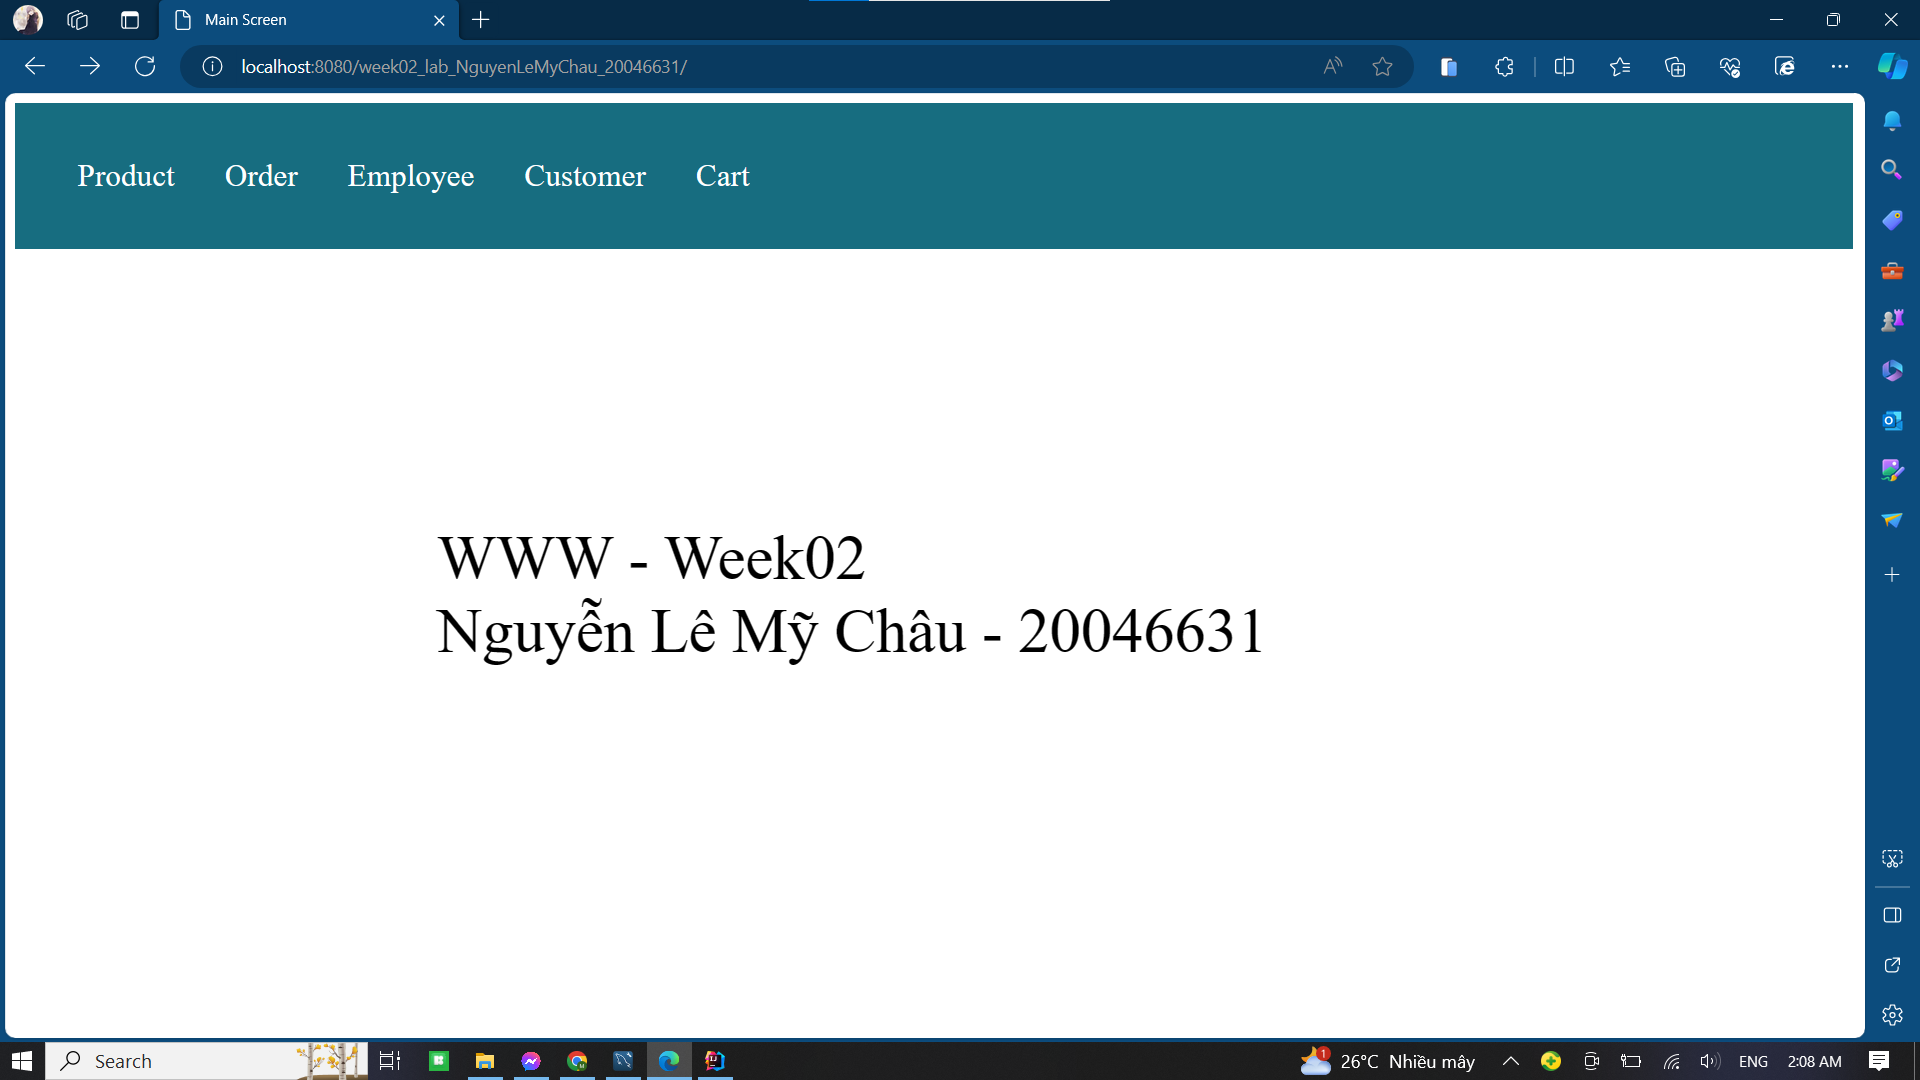 Main Screen
localhost:8080/week02_lab_NguyenLeMyChau_20046631/
Product Order Employee Customer Cart
WWW - Week02
Nguyễn Lê Mỹ Châu - 20046631
Search 26°C Nhiều mây ENG 2:08 AM